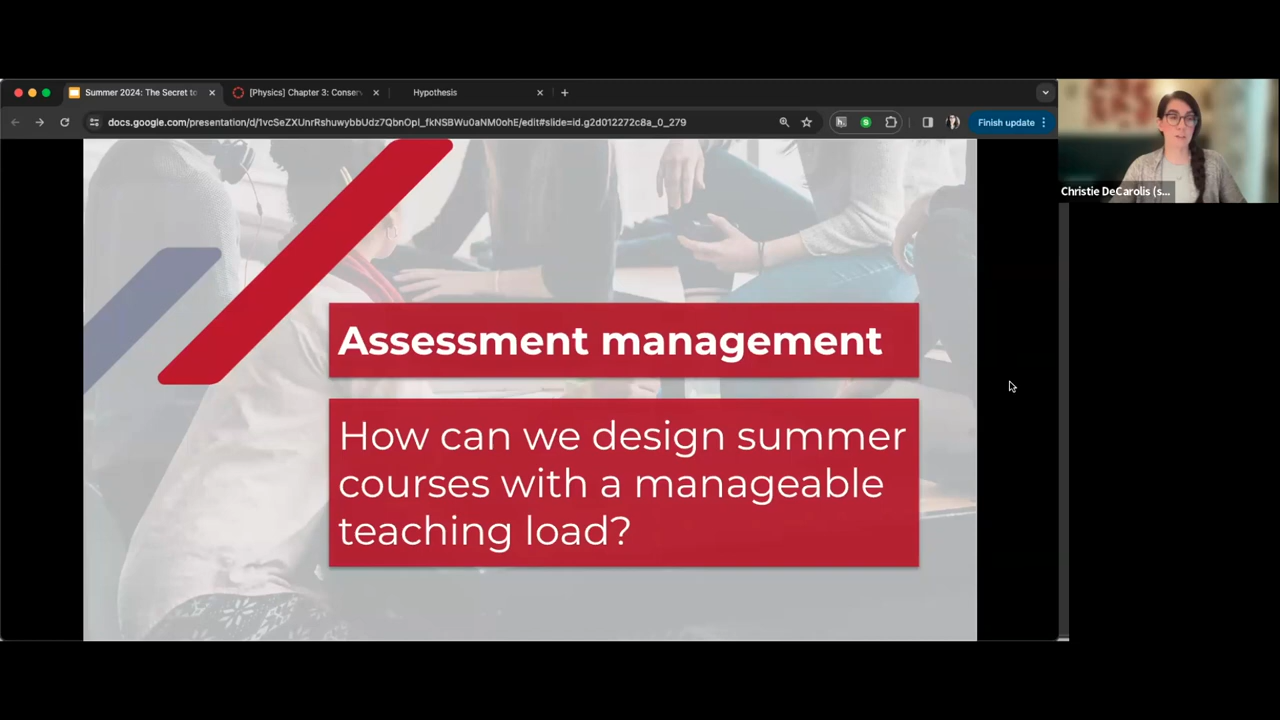 Summer 2024: The Secret to
[Physics] Chapter 3: Conser
Hypothesis
docs.google.com/presentation/d/1vcSeZXUnrRshuwybbUdz7QbnOpl_fkNSBWu0aNM0ohE/edit#slide=id.g2d012272c8a_0_279
Finish update
Christie DeCarolis (s...
Assessment management
How can we design summer
courses with a manageable
teaching load?